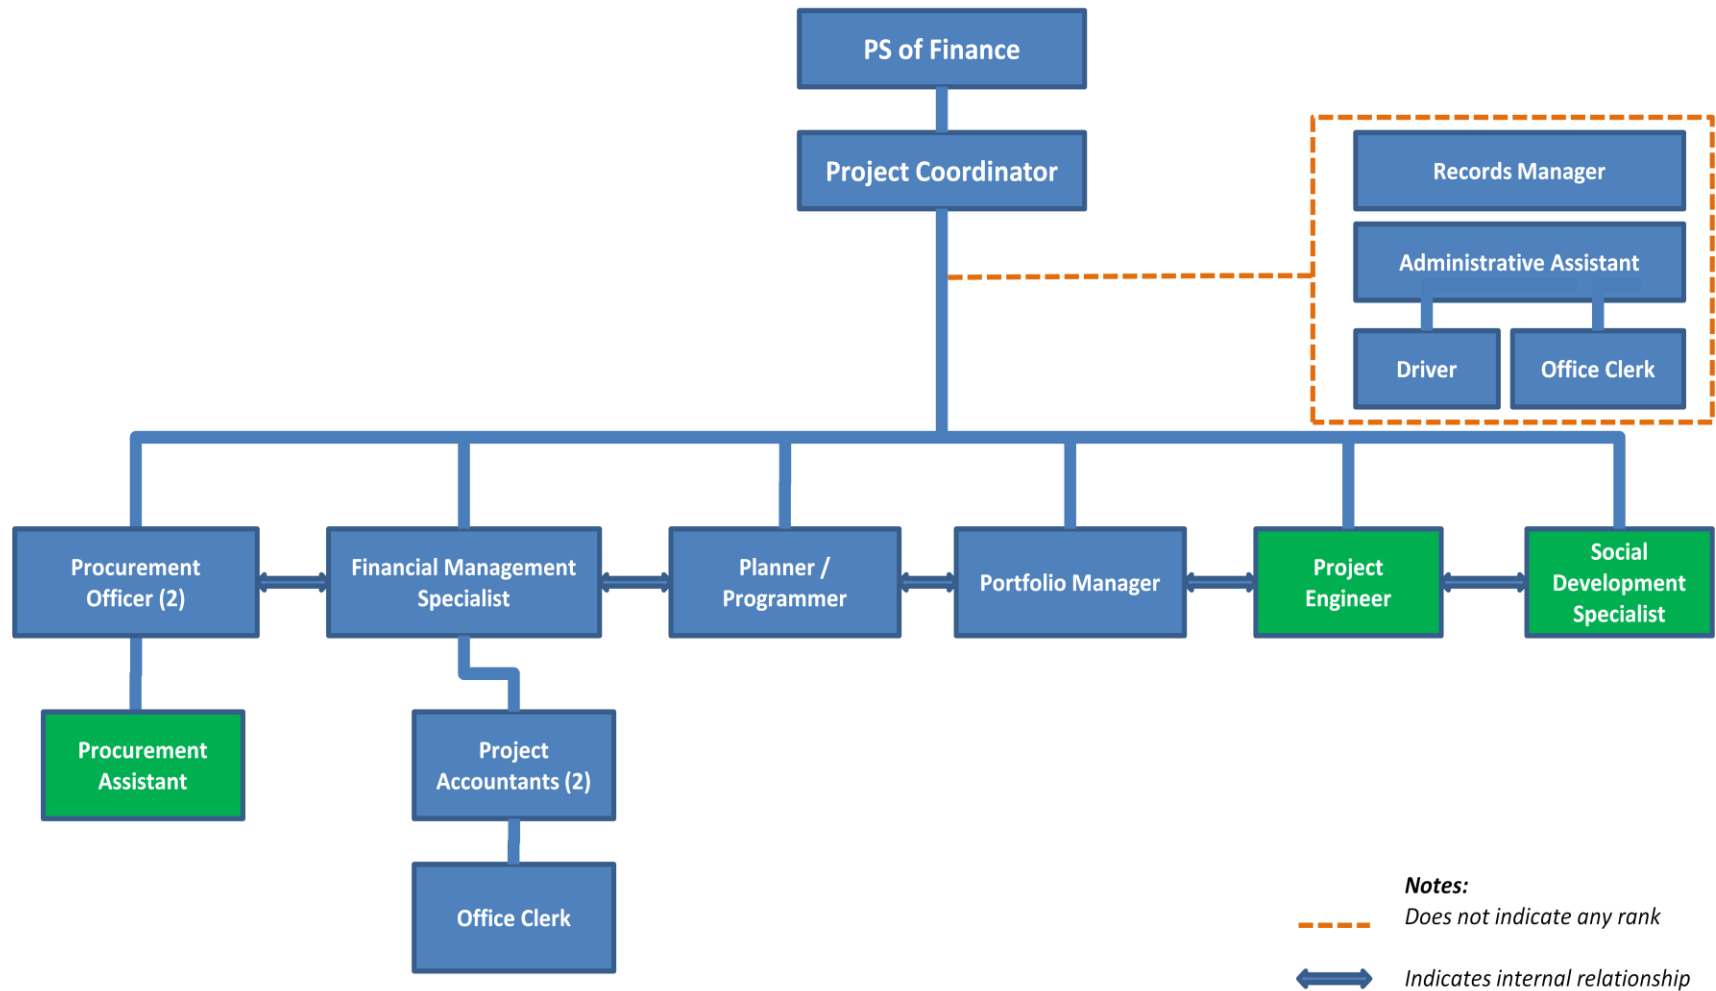 PS of Finance
Project Coordinator
Records Manager
Administrative Assistant
Driver
Office Clerk
Procurement
Officer (2)
Financial Management
Specialist
Planner /
Programmer
Portfolio Manager
Project
Engineer
Social
Development
Specialist
Procurement
Assistant
Project
Accountants (2)
Office Clerk
Notes:
Does not indicate any rank
Indicates internal relationship